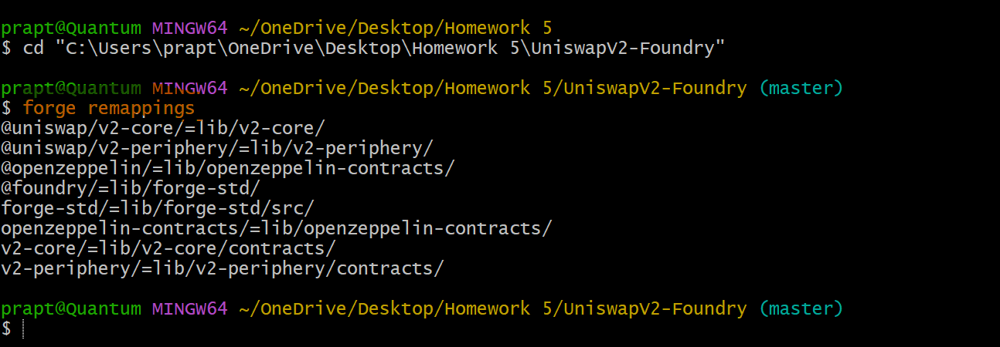 prapt@Quantum MINGW64 ~/OneDrive/Desktop/Homework 5
$ cd "C:\Users\prapt\OneDrive\Desktop\Homework 5\UniswapV2-Foundry"
prapt@Quantum MINGW64 ~/OneDrive/Desktop/Homework 5/UniswapV2-Foundry (master)
$ forge remappings
@uniswap/v2-core/=lib/v2-core/
@uniswap/v2-periphery/=lib/v2-periphery/
@openzeppelin/=lib/openzeppelin-contracts/
@foundry/=lib/forge-std/
forge-std/=lib/forge-std/src/
openzeppelin-contracts/=lib/openzeppelin-contracts/
v2-core/=lib/v2-core/contracts/
v2-periphery/=lib/v2-periphery/contracts/
prapt@Quantum MINGW64 ~/OneDrive/Desktop/Homework 5/UniswapV2-Foundry (master)
$